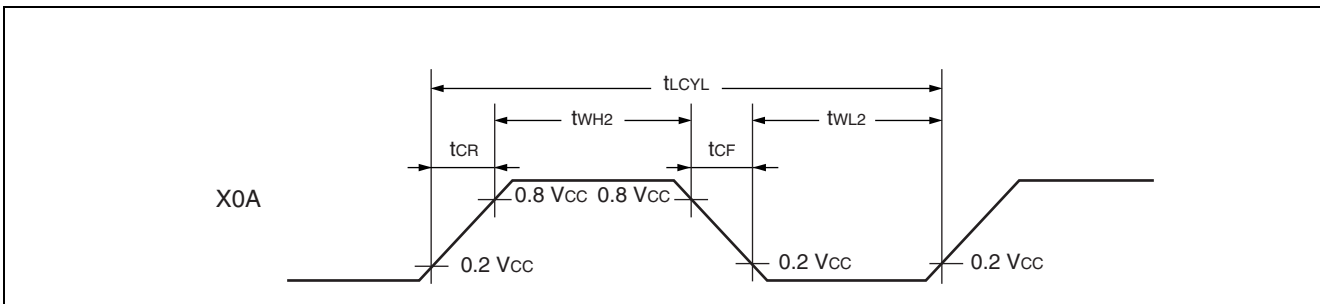 tLCYL
tWH2
tWL2
tCR
tCF
X0A
0.8 VCC 0.8 VCC
0.2 VCC
0.2 VCC
0.2 VCC